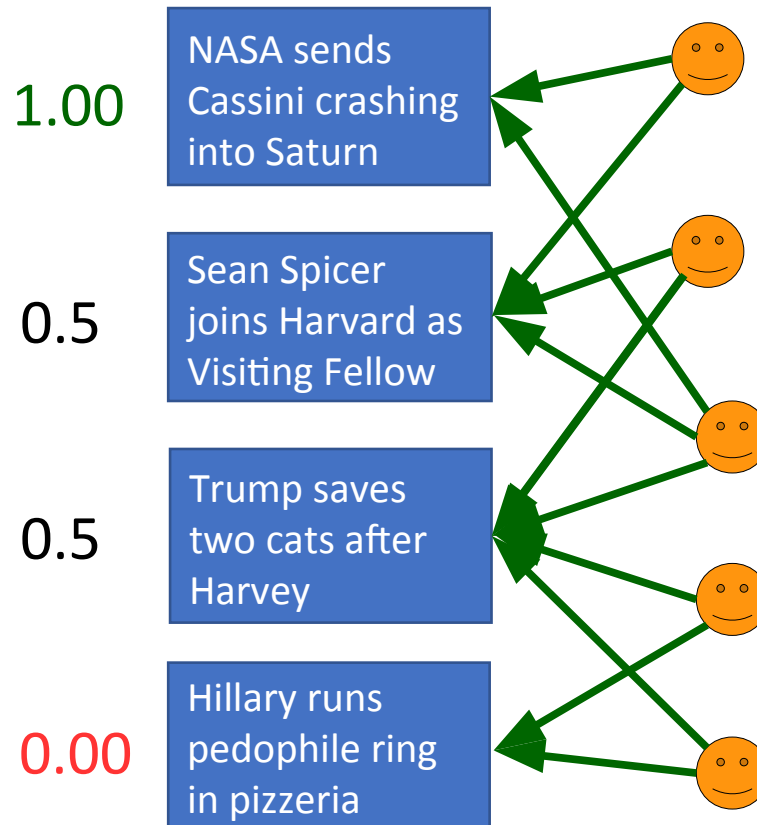 1.00
NASA sends
Cassini crashing
into Saturn
0.5
Sean Spicer
joins Harvard as
Visiting Fellow
0.5
Trump saves
two cats after
Harvey
0.00
Hillary runs
pedophile ring
in pizzeria